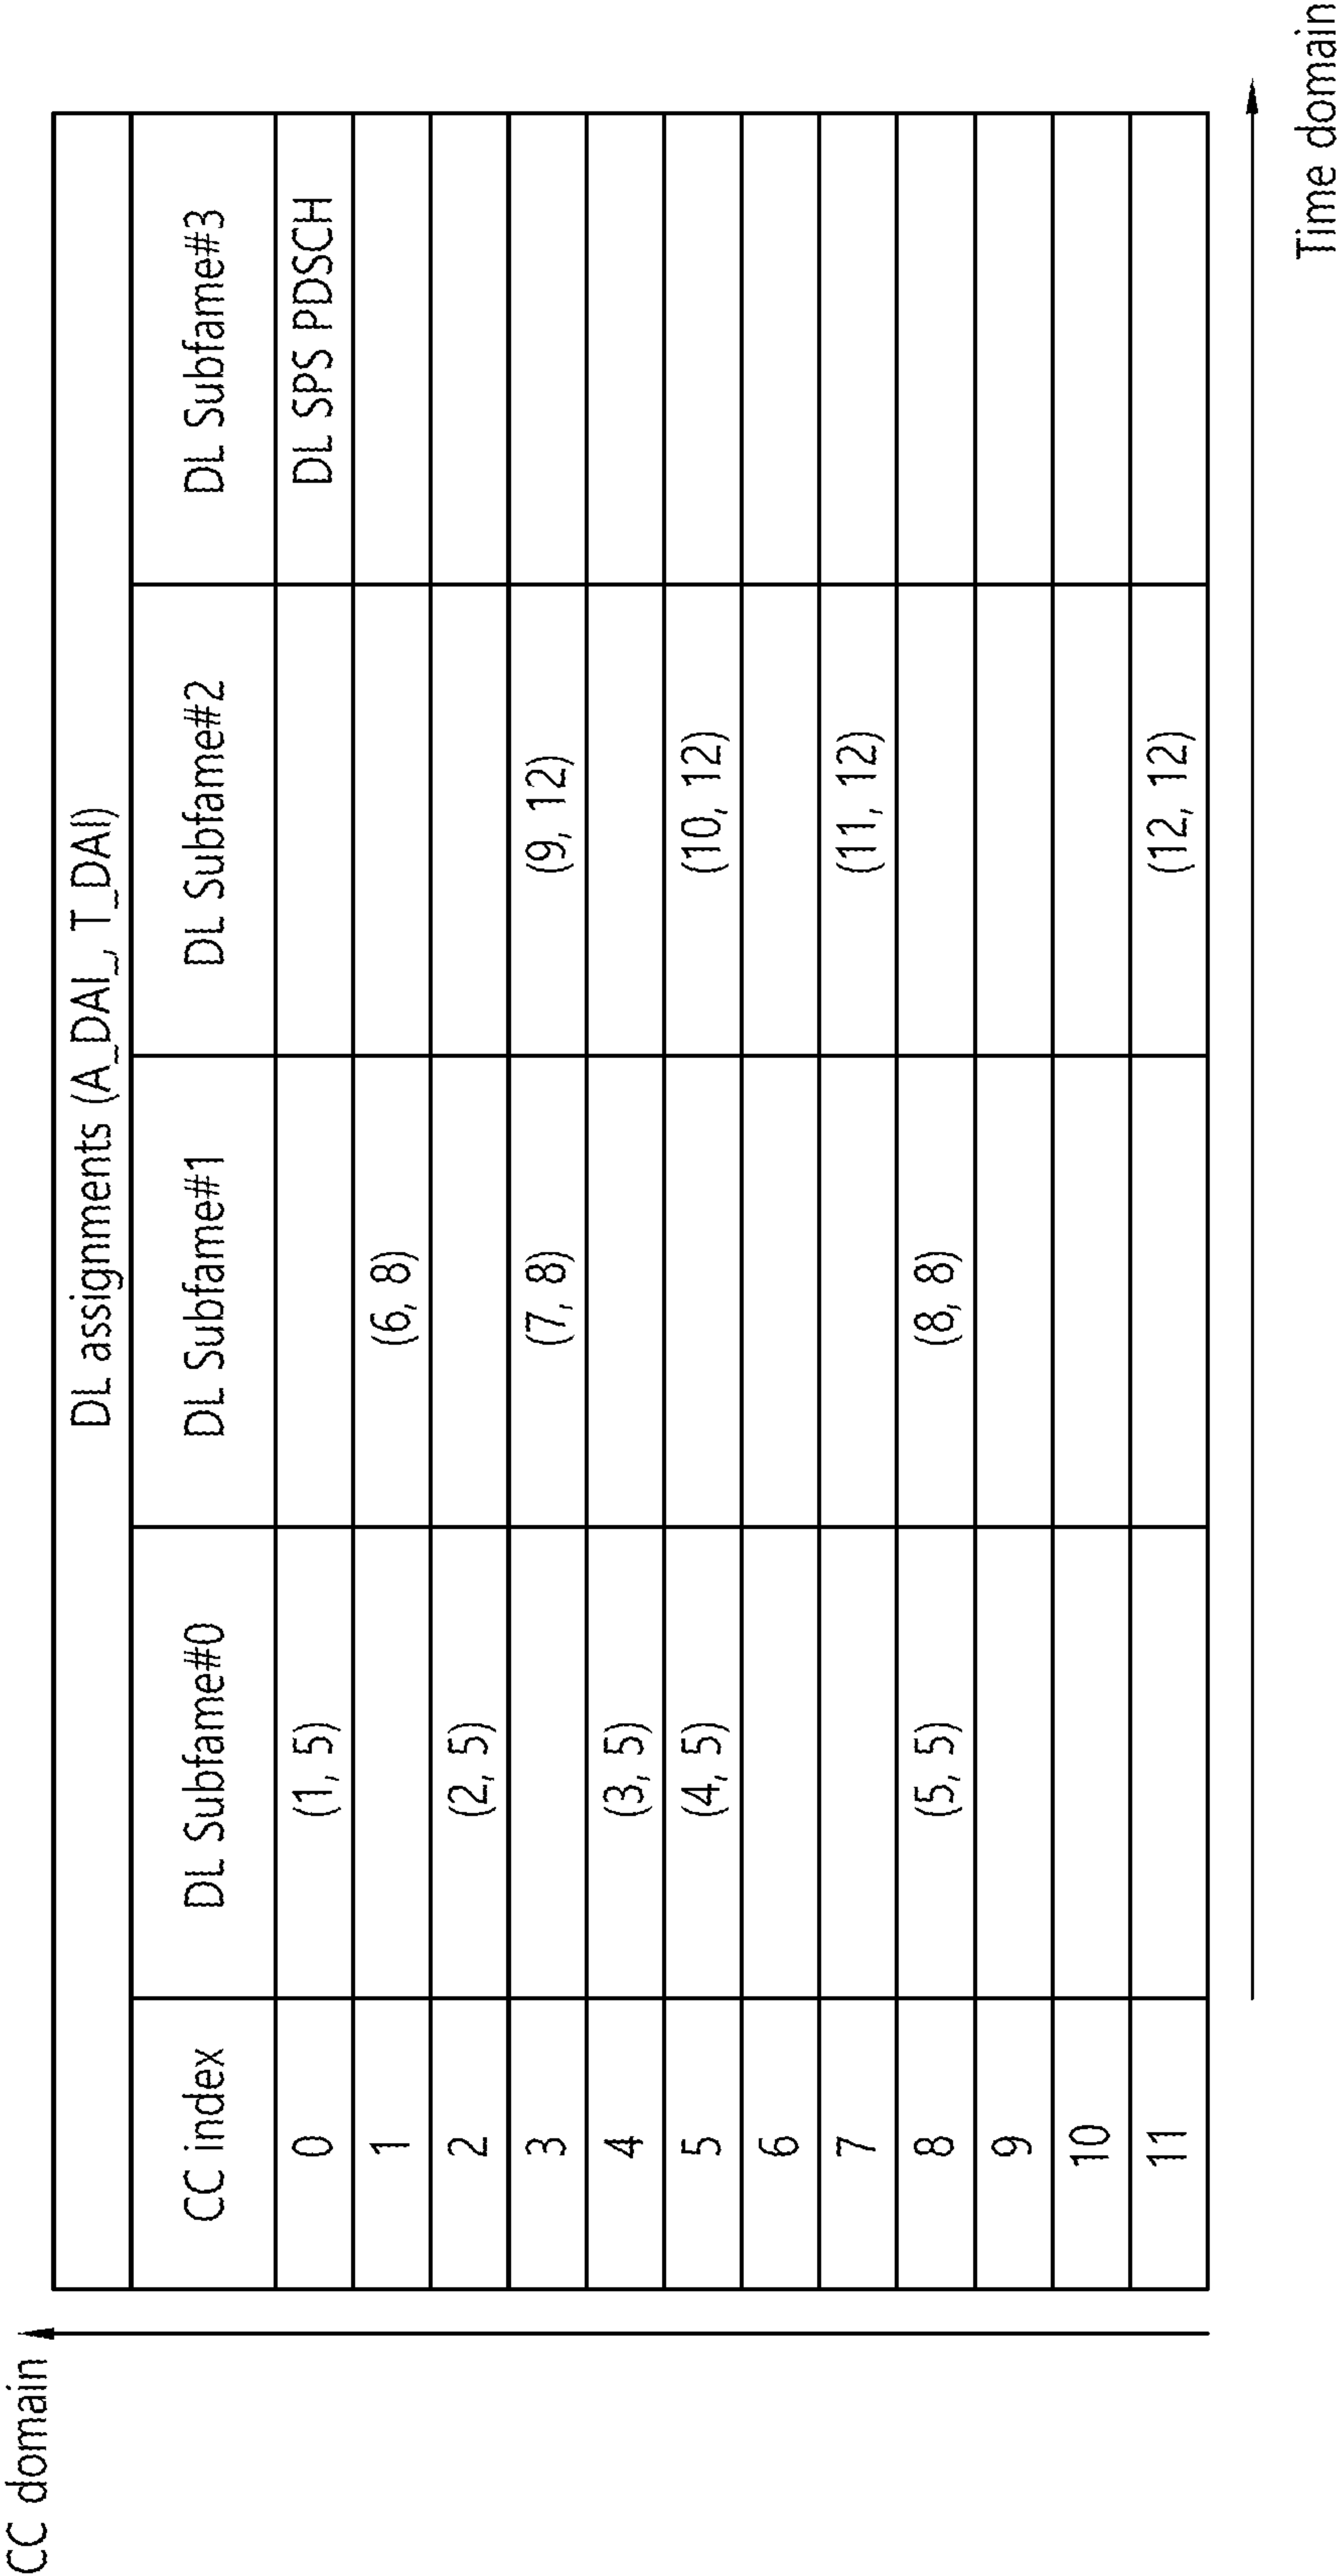 CC domain
DL assignments (A_DAI_, T_DAI)
CC index DL Subfame#0 DL Subfame#1 DL Subfame#2 DL Subfame#3
0 (1, 5) DL SPS PDSCH
1 (6, 8)
2 (2, 5)
3 (7, 8) (9, 12)
4 (3, 5)
5 (4, 5) (10, 12)
6
7 (11, 12)
8 (5, 5) (8, 8)
9
10
11 (12, 12)
Time domain